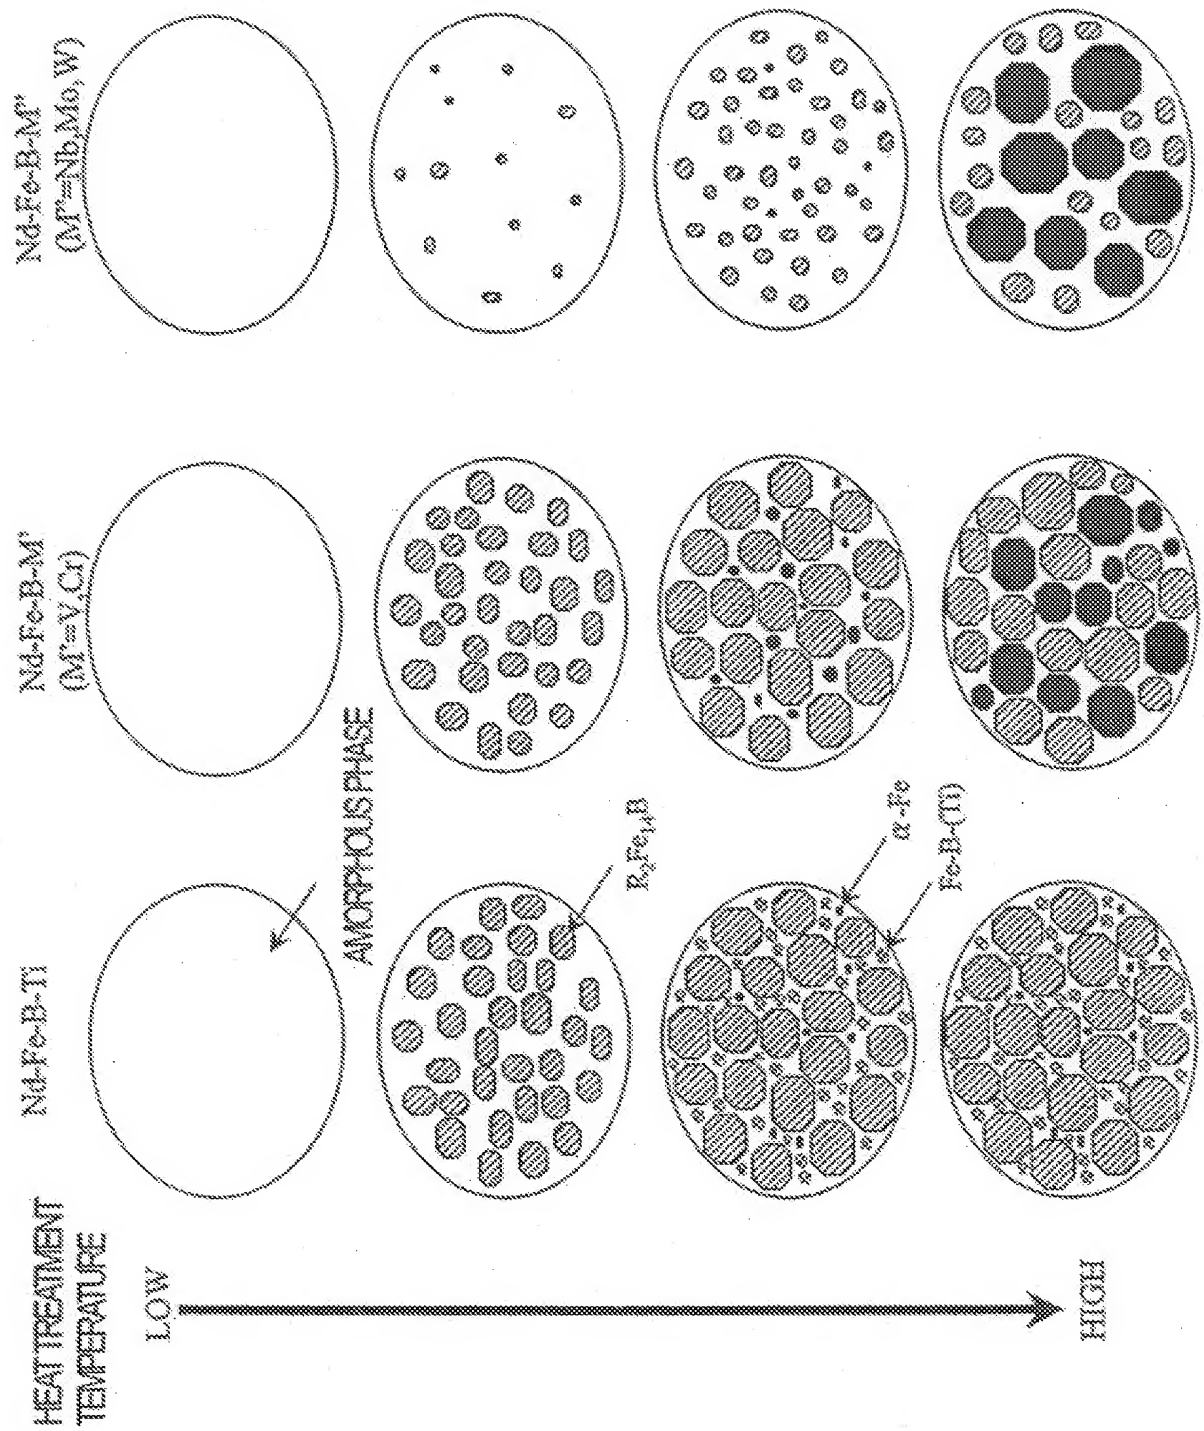 HEAT TREATMENT
TEMPERATURE
LOW
HIGH
Nd-Fe-B-Ti
AMORPHOUS PHASE
R₂Fe₁₄B
α-Fe
Fe-B-(Ti)
Nd-Fe-B-M'
(M'=V,Cr)
Nd-Fe-B-M"
(M"=Nb,Mo,W)